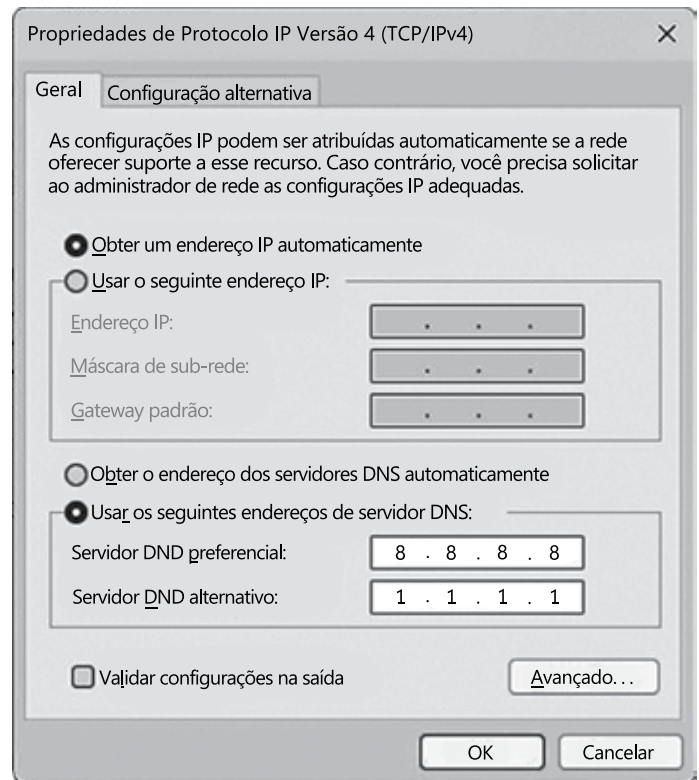 Propriedades de Protocolo IP Versão 4 (TCP/IPv4)
Geral
Configuração alternativa
As configurações IP podem ser atribuídas automaticamente se a rede
oferecer suporte a esse recurso. Caso contrário, você precisa solicitar
ao administrador de rede as configurações IP adequadas.
Obter um endereço IP automaticamente
Usar o seguinte endereço IP:
Endereço IP: . . .
Máscara de sub-rede: . . .
Gateway padrão: . . .
Obter o endereço dos servidores DNS automaticamente
Usar os seguintes endereços de servidor DNS:
Servidor DND preferencial: 8 . 8 . 8 . 8
Servidor DND alternativo: 1 . 1 . 1 . 1
Validar configurações na saída
Avançado...
OK
Cancelar